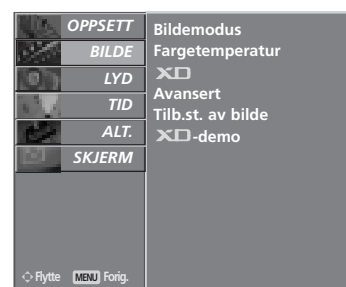 OPPSETT
BILDE
LYD
TID
ALT.
SKJERM
Flytte MENU Forig.
Bildemodus
Fargetemperatur
XD
Avansert
Tilb.st. av bilde
XD-demo